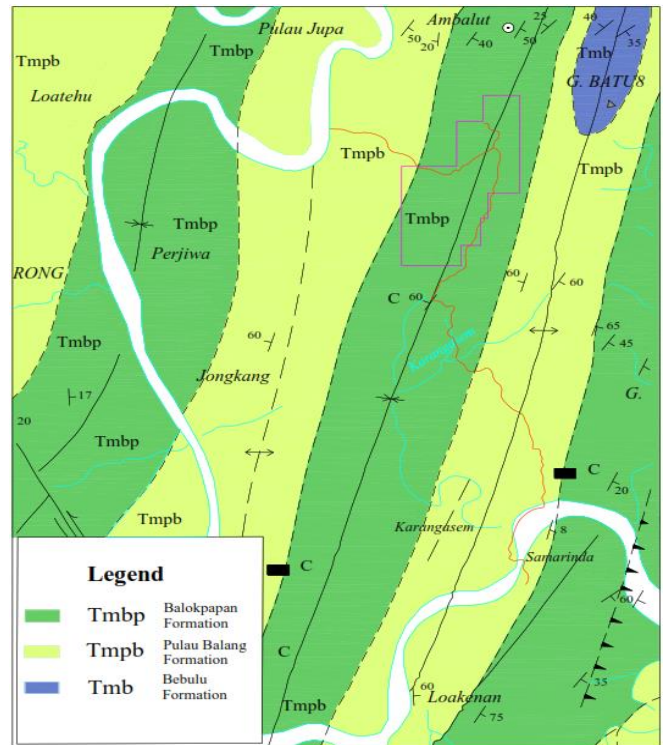 Ambalut
25
40
Pulau Jupa
50
20
40
50
35
Tmbp
Tmb
Tmpb
G. BATU8
Loatehu
Tmpb
Tmpb
Tmbp
Tmbp
Perjiwa
RONG
60
60
60
C
65
Tmbp
60
45
Karangdam
Jongkang
G.
17
20
Tmbp
C
20
Tmpb
Karangasem
8
Samarinda
C
60
C
35
60
Loakenan
Tmpb
75
Legend
Tmbp Balokpapan
Formation
Tmpb Pulau Balang
Formation
Tmb Bebulu
Formation